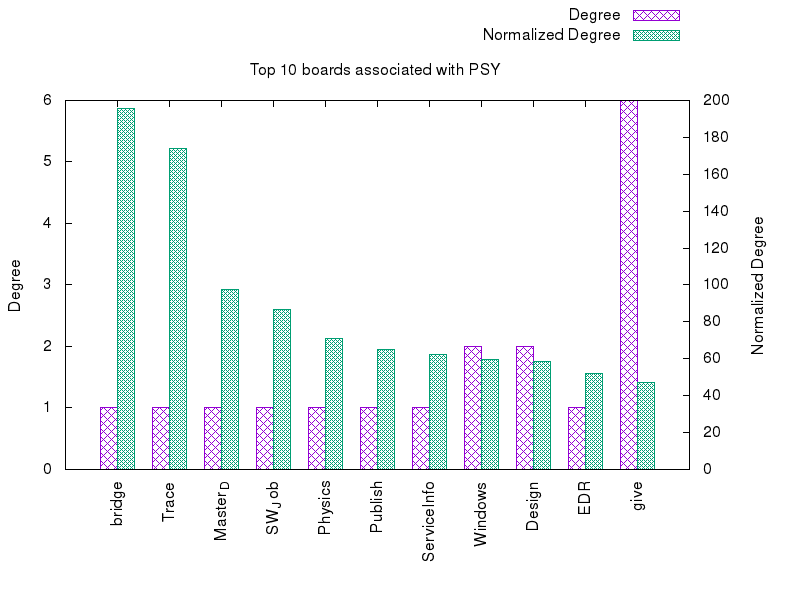 Degree
Normalized Degree
Top 10 boards associated with PSY
6
5
4
3
2
1
0
Degree
200
180
160
140
120
100
80
60
40
20
0
Normalized Degree
bridge
Trace
Master_D
SW_Job
Physics
Publish
ServiceInfo
Windows
Design
EDR
give